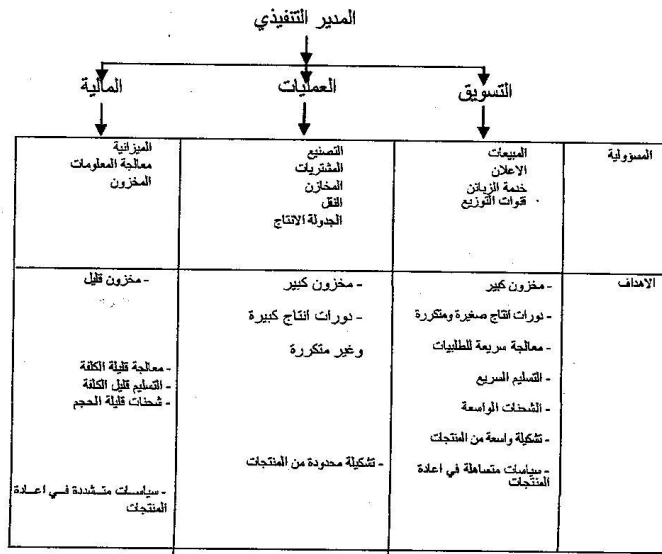 المدير التنفيذي
التسويق
العمليات
المالية
المسؤولية
المبيعات
الاعلان
خدمة الزبائن
قنوات التوزيع
التصنيع
المشتريات
المخازن
النقل
الجدولة الانتاج
الميزانية
معالجة المعلومات
المخزون
الاهداف
- مخزون كبير
- دورات انتاج صغيرة ومتكررة
- معالجة سريعة للطلبيات
- التسليم السريع
- الشحنات الواسعة
- تشكيلة واسعة من المنتجات
- سياسات متساهلة في اعادة
المنتجات
- مخزون كبير
- دورات انتاج كبيرة
وغير متكررة
- تشكيلة محدودة من المنتجات
- مخزون قليل
- معالجة قليلة الكلفة
- التسليم قليل الكلفة
- شحنات قليلة الحجم
- سياسات متشددة في اعادة
المنتجات